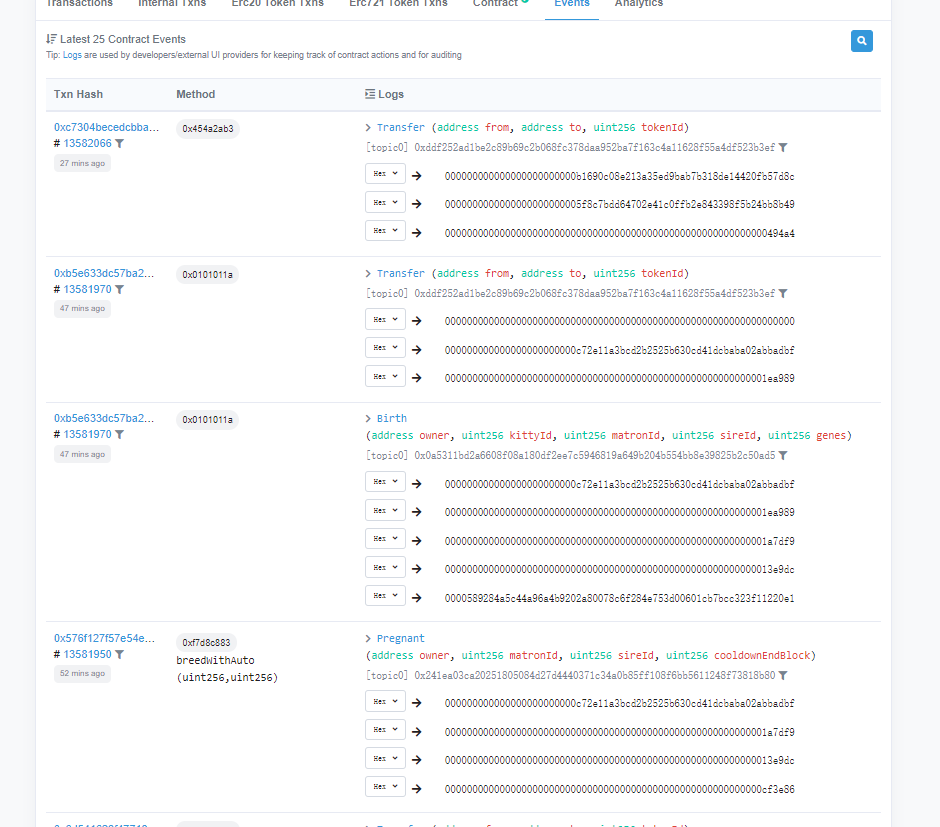 Transactions Internal Txns Erc20 Token Txns Erc721 Token Txns Contract Events Analytics
Latest 25 Contract Events
Tip: Logs are used by developers/external UI providers for keeping track of contract actions and for auditing
Txn Hash Method Logs
0xc7304becedcbba... 0x454a2ab3 > Transfer (address from, address to, uint256 tokenId)
# 13582066 [topic0] 0xddf252ad1be2c89b69c2b068fc378daa952ba7f163c4a11628f55a4df523b3ef
27 mins ago
Hex → 000000000000000000000000b1690c08e213a35ed9bab7b318de14420fb57d8c
Hex → 0000000000000000000000005f8c7bdd64702e41c0ffb2e843398f5b24bb8b49
Hex → 00000000000000000000000000000000000000000000000000000000000494a4
0xb5e633dc57ba2... 0x0101011a > Transfer (address from, address to, uint256 tokenId)
# 13581970 [topic0] 0xddf252ad1be2c89b69c2b068fc378daa952ba7f163c4a11628f55a4df523b3ef
47 mins ago
Hex → 0000000000000000000000000000000000000000000000000000000000000000
Hex → 000000000000000000000000c72e11a3bcd2b2525b630cd41dcbaba02abbadbf
Hex → 00000000000000000000000000000000000000000000000000000000001ea989
0xb5e633dc57ba2... 0x0101011a > Birth
# 13581970 (address owner, uint256 kittyId, uint256 matronId, uint256 sireId, uint256 genes)
47 mins ago [topic0] 0x0a5311bd2a6608f08a180df2ee7c5946819a649b204b554bb8e39825b2c50ad5
Hex → 000000000000000000000000c72e11a3bcd2b2525b630cd41dcbaba02abbadbf
Hex → 00000000000000000000000000000000000000000000000000000000001ea989
Hex → 00000000000000000000000000000000000000000000000000000000001a7df9
Hex → 000000000000000000000000000000000000000000000000000000000013e9dc
Hex → 0000589284a5c44a96a4b9202a80078c6f284e753d00601cb7bcc323f11220e1
0x576f127f57e54e... 0xf7d8c883 > Pregnant
# 13581950 breedWithAuto (address owner, uint256 matronId, uint256 sireId, uint256 cooldownEndBlock)
52 mins ago (uint256,uint256) [topic0] 0x241ea03ca20251805084d27d4440371c34a0b85ff108f6bb5611248f73818b80
Hex → 000000000000000000000000c72e11a3bcd2b2525b630cd41dcbaba02abbadbf
Hex → 00000000000000000000000000000000000000000000000000000000001a7df9
Hex → 000000000000000000000000000000000000000000000000000000000013e9dc
Hex → 0000000000000000000000000000000000000000000000000000000000cf3e86